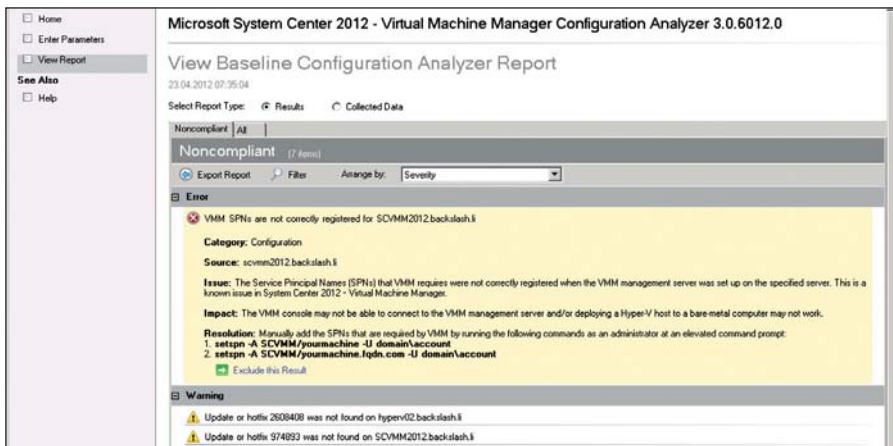 Home
Enter Parameters
View Report
See Also
Help
Microsoft System Center 2012 - Virtual Machine Manager Configuration Analyzer 3.0.6012.0
View Baseline Configuration Analyzer Report
23.04.2012 07:35:04
Select Report Type: Results Collected Data
Noncompliant All
Noncompliant (7 items)
Export Report Filter Arrange by: Severity
Error
VMM SPNs are not correctly registered for SCVMM2012.backslash.li
Category: Configuration
Source: scvmm2012.backslash.li
Issue: The Service Principal Names (SPNs) that VMM requires were not correctly registered when the VMM management server was set up on the specified server. This is a
known issue in System Center 2012 - Virtual Machine Manager.
Impact: The VMM console may not be able to connect to the VMM management server and/or deploying a Hyper-V host to a bare-metal computer may not work.
Resolution: Manually add the SPNs that are required by VMM by running the following commands as an administrator at an elevated command prompt:
1. setspn -A SCVMM/yourmachine -U domain\account
2. setspn -A SCVMM/yourmachine.fqdn.com -U domain\account
Exclude this Result
Warning
Update or hotfix 2608408 was not found on hyperv02.backslash.li
Update or hotfix 974893 was not found on SCVMM2012.backslash.li